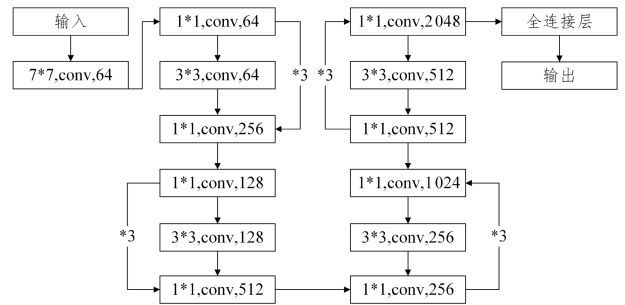 输入
7*7,conv,64
1*1,conv,64
3*3,conv,64
*3
1*1,conv,256
1*1,conv,128
*3
3*3,conv,128
1*1,conv,512
1*1,conv,2048
*3
3*3,conv,512
1*1,conv,512
1*1,conv,1024
3*3,conv,256
*3
1*1,conv,256
全连接层
输出